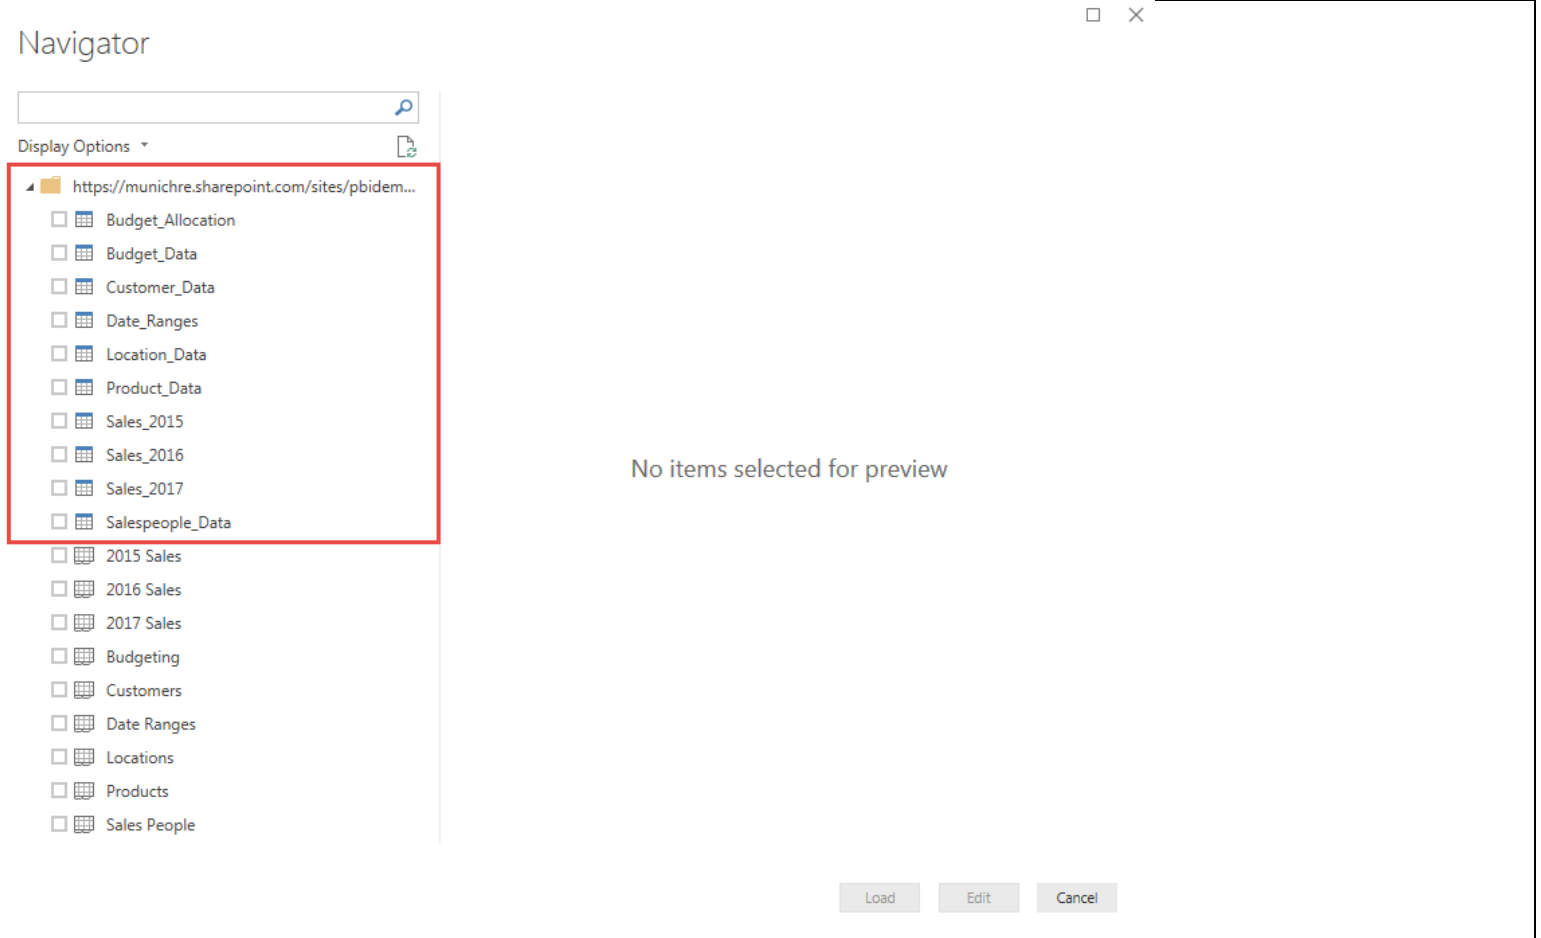 Navigator
Display Options
https://munichre.sharepoint.com/sites/pbidem...
Budget_Allocation
Budget_Data
Customer_Data
Date_Ranges
Location_Data
Product_Data
Sales_2015
Sales_2016
Sales_2017
Salespeople_Data
2015 Sales
2016 Sales
2017 Sales
Budgeting
Customers
Date Ranges
Locations
Products
Sales People
No items selected for preview
Load Edit Cancel